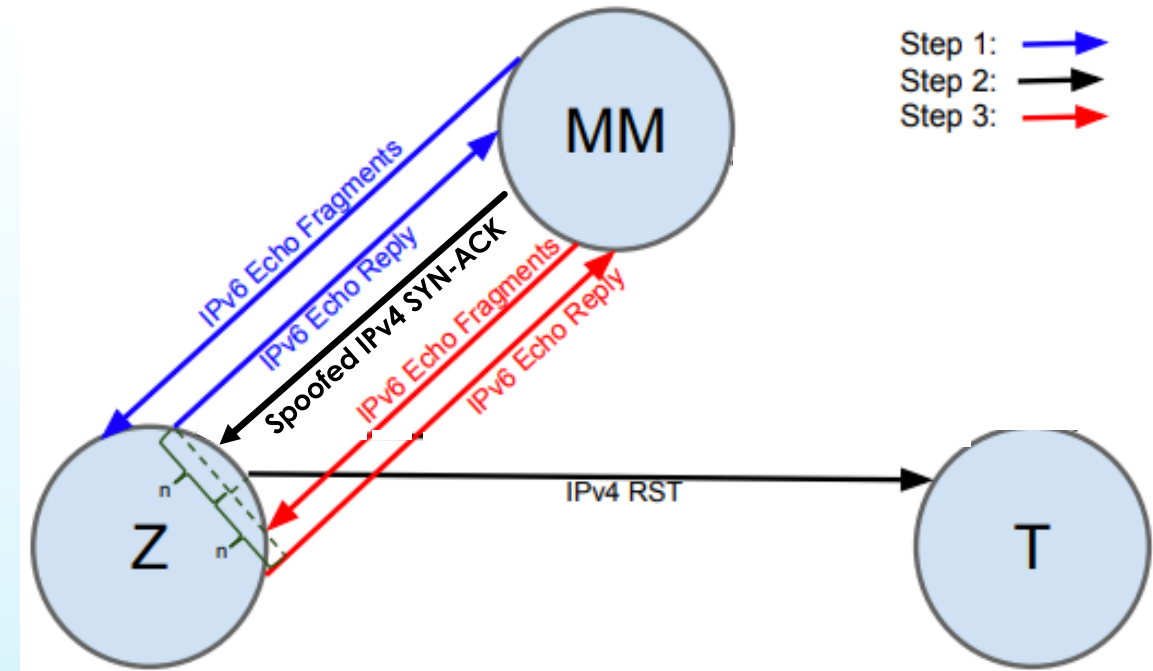 MM
Step 1:
Step 2:
Step 3:
IPv6 Echo Fragments
IPv6 Echo Reply
Spoofed IPv4 SYN-ACK
IPv6 Echo Fragments
IPv6 Echo Reply
n
n
Z
IPv4 RST
T